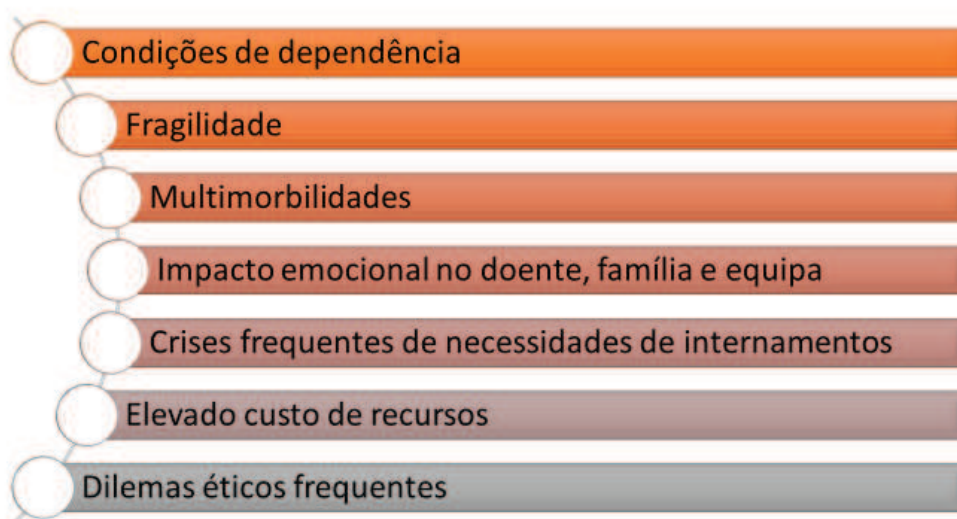 Condições de dependência
Fragilidade
Multimorbilidades
Impacto emocional no doente, família e equipa
Crises frequentes de necessidades de internamentos
Elevado custo de recursos
Dilemas éticos frequentes